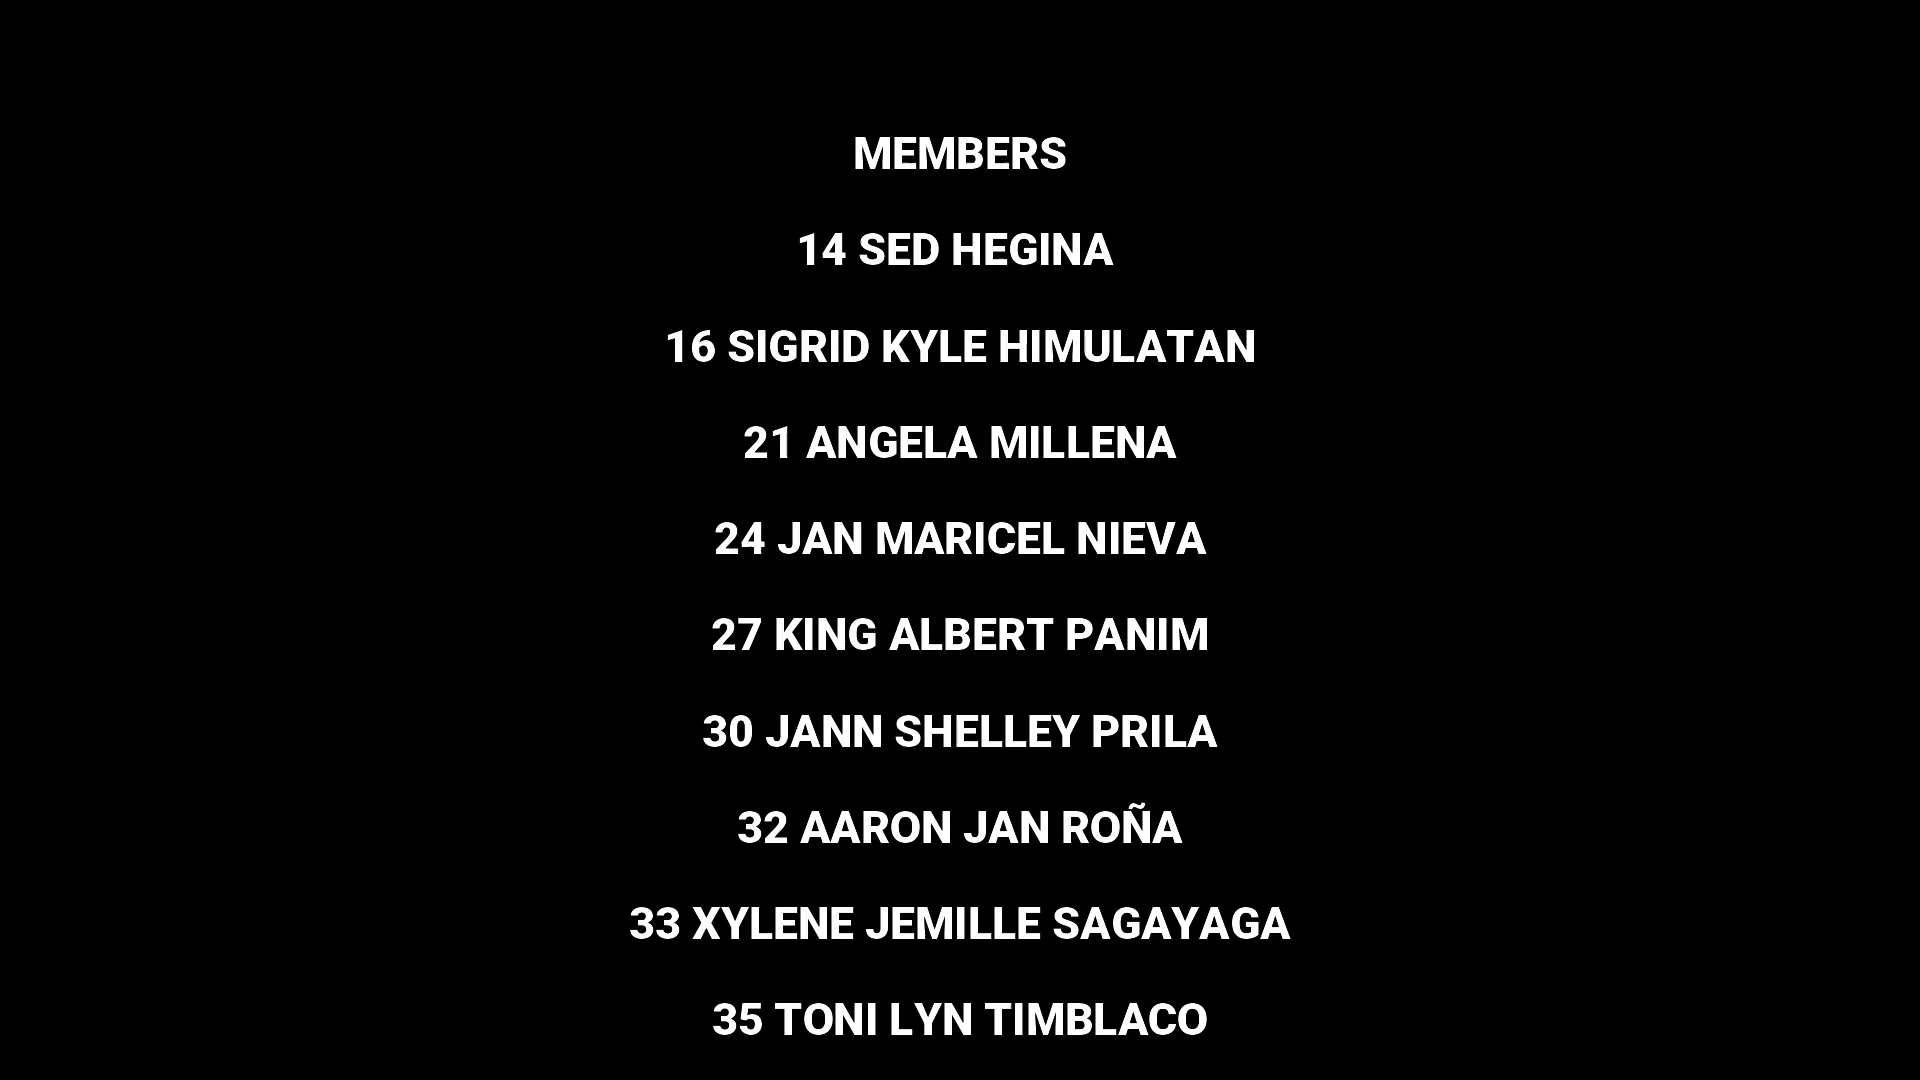 MEMBERS
14 SED HEGINA
16 SIGRID KYLE HIMULATAN
21 ANGELA MILLENA
24 JAN MARICEL NIEVA
27 KING ALBERT PANIM
30 JANN SHELLEY PRILA
32 AARON JAN ROÑA
33 XYLENE JEMILLE SAGAYAGA
35 TONI LYN TIMBLACO